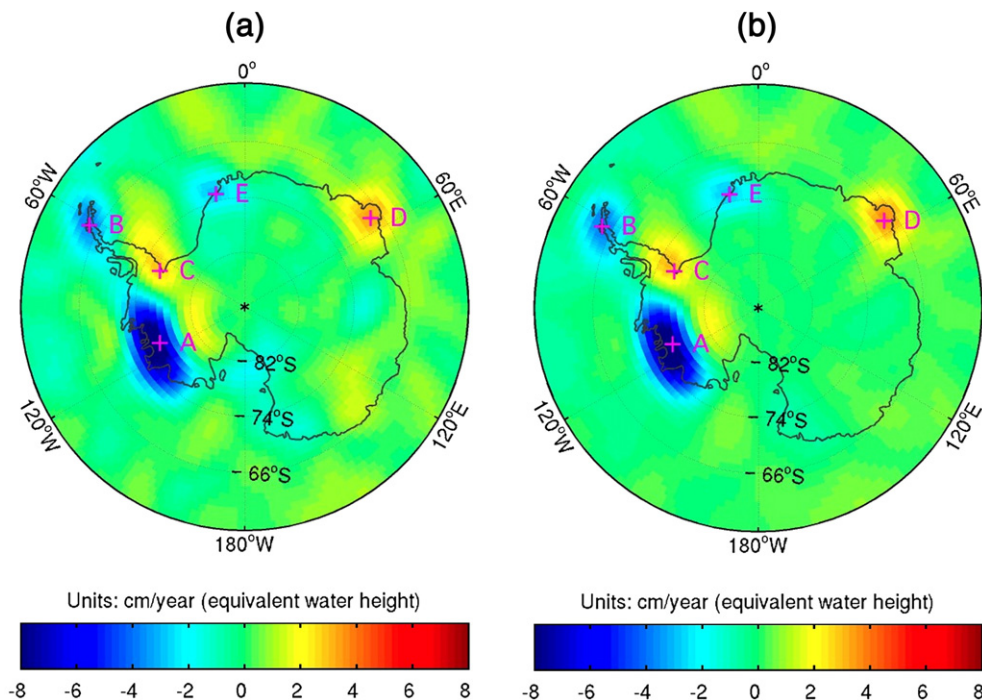 (a) (b)
0° 0°
60°W 60°E 60°W 60°E
E E
B D B D
C C
* *
A A
82°S 82°S
74°S 74°S
120°W 120°E 120°W 120°E
66°S 66°S
180°W 180°W
Units: cm/year (equivalent water height) Units: cm/year (equivalent water height)
-8 -6 -4 -2 0 2 4 6 8 -8 -6 -4 -2 0 2 4 6 8